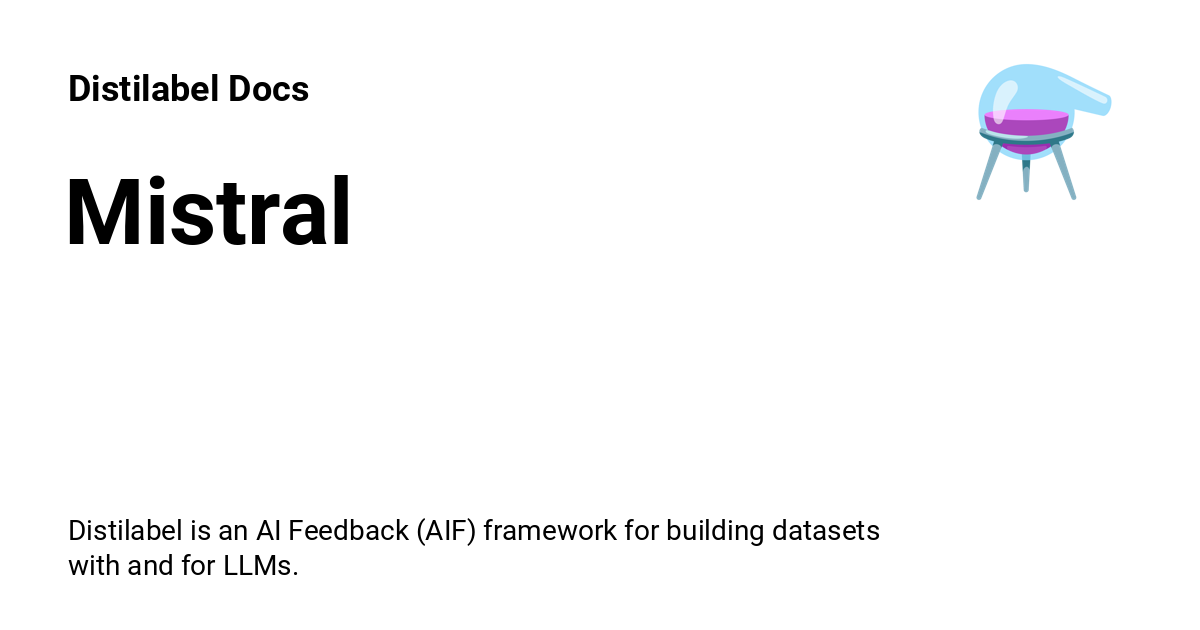 Distilabel Docs
Mistral
Distilabel is an AI Feedback (AIF) framework for building datasets
with and for LLMs.